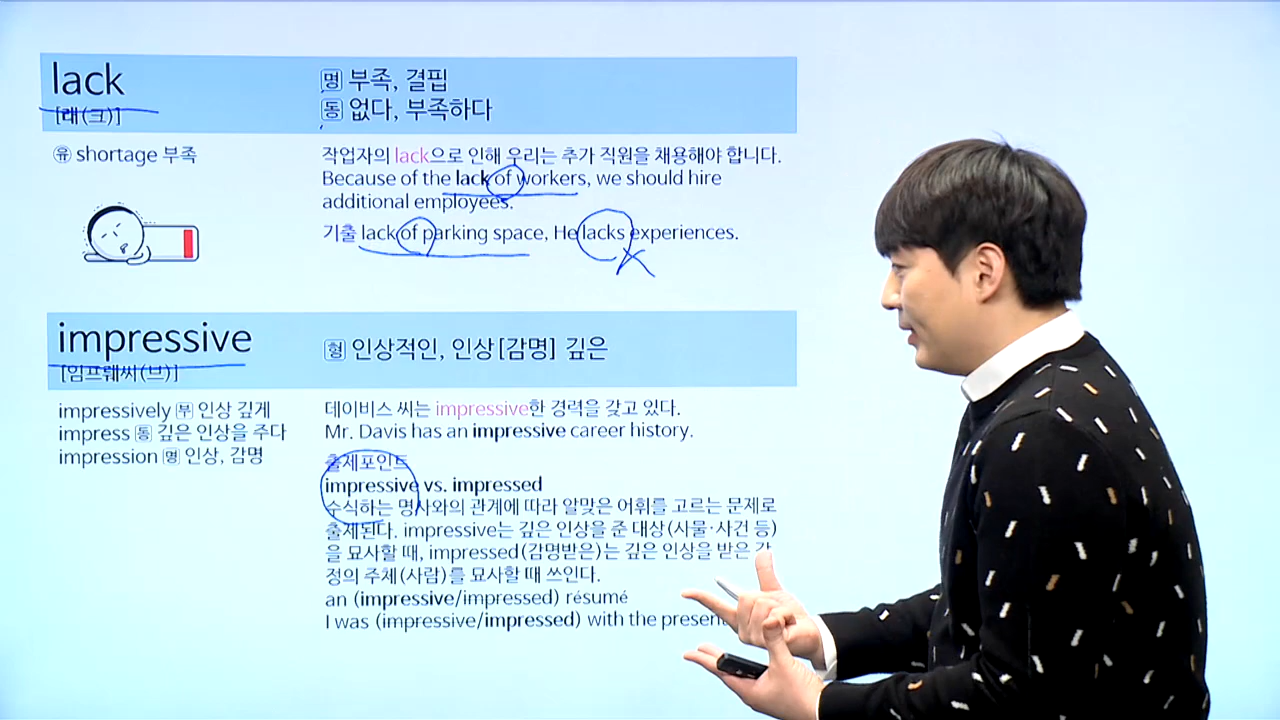 lack
[래(크)]
명 부족, 결핍
동 없다, 부족하다
유 shortage 부족
작업자의 lack으로 인해 우리는 추가 직원을 채용해야 합니다.
Because of the lack of workers, we should hire
additional employees.
기출 lack of parking space, He lacks experiences.
impressive
[임프뤠씨(브)]
형 인상적인, 인상[감명] 깊은
impressively 부 인상 깊게
impress 동 깊은 인상을 주다
impression 명 인상, 감명
데이비스 씨는 impressive한 경력을 갖고 있다.
Mr. Davis has an impressive career history.
출제포인트
impressive vs. impressed
수식하는 명사와의 관계에 따라 알맞은 어휘를 고르는 문제로
출제된다. impressive는 깊은 인상을 준 대상(사물·사건 등)
을 묘사할 때, impressed(감명받은)는 깊은 인상을 받은
정의 주체(사람)를 묘사할 때 쓰인다.
an (impressive/impressed) résumé
I was (impressive/impressed) with the